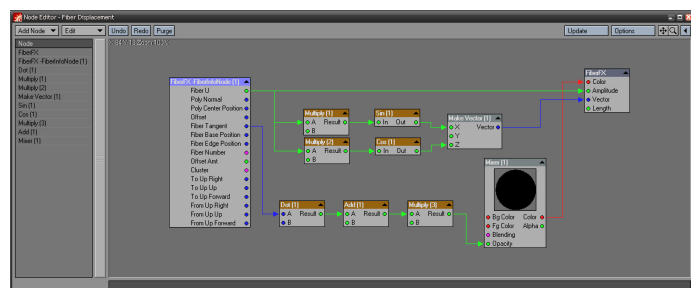 Node Editor - Fiber Displacement
Add Node Edit Undo Redo Purge Update Options
Node
FiberFX
FiberFX -FiberInfoNode (1)
Dot (1)
Multiply (1)
Multiply (2)
Make Vector (1)
Sin (1)
Cos (1)
Multiply (3)
Add (1)
Mixer (1)
FiberFX -FiberInfoNode (1)
Fiber U
Poly Normal
Poly Center Position
Offset
Fiber Tangent
Fiber Base Position
Fiber Edge Position
Fiber Number
Offset Amt
Cluster
To Up Right
To Up Up
To Up Forward
From Up Right
From Up Up
From Up Forward
Multiply (1)
A Result
B
Multiply (2)
A Result
B
Sin (1)
In Out
Cos (1)
In Out
Make Vector (1)
X Vector
Y
Z
FiberFX
Color
Amplitude
Vector
Length
Dot (1)
A Result
B
Add (1)
A Result
B
Multiply (3)
A Result
B
Mixer (1)
Bg Color Color
Fg Color Alpha
Blending
Opacity